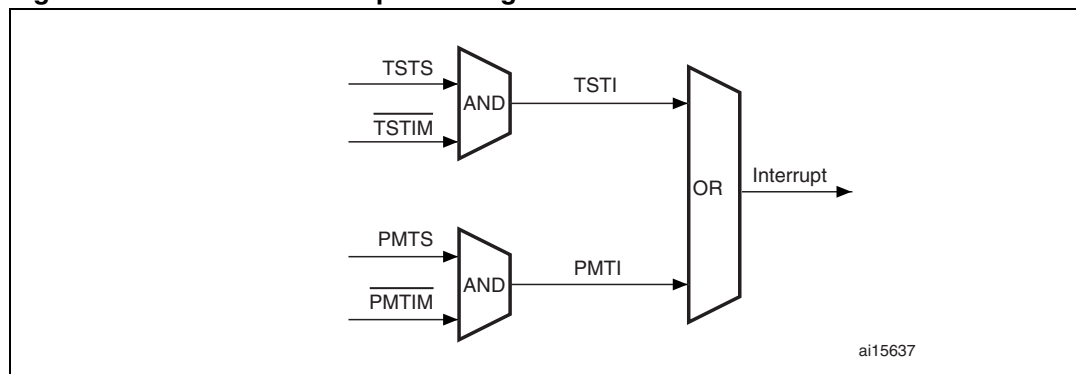 TSTS
TSTIM
AND
TSTI
PMTS
PMTIM
AND
PMTI
OR
Interrupt
ai15637